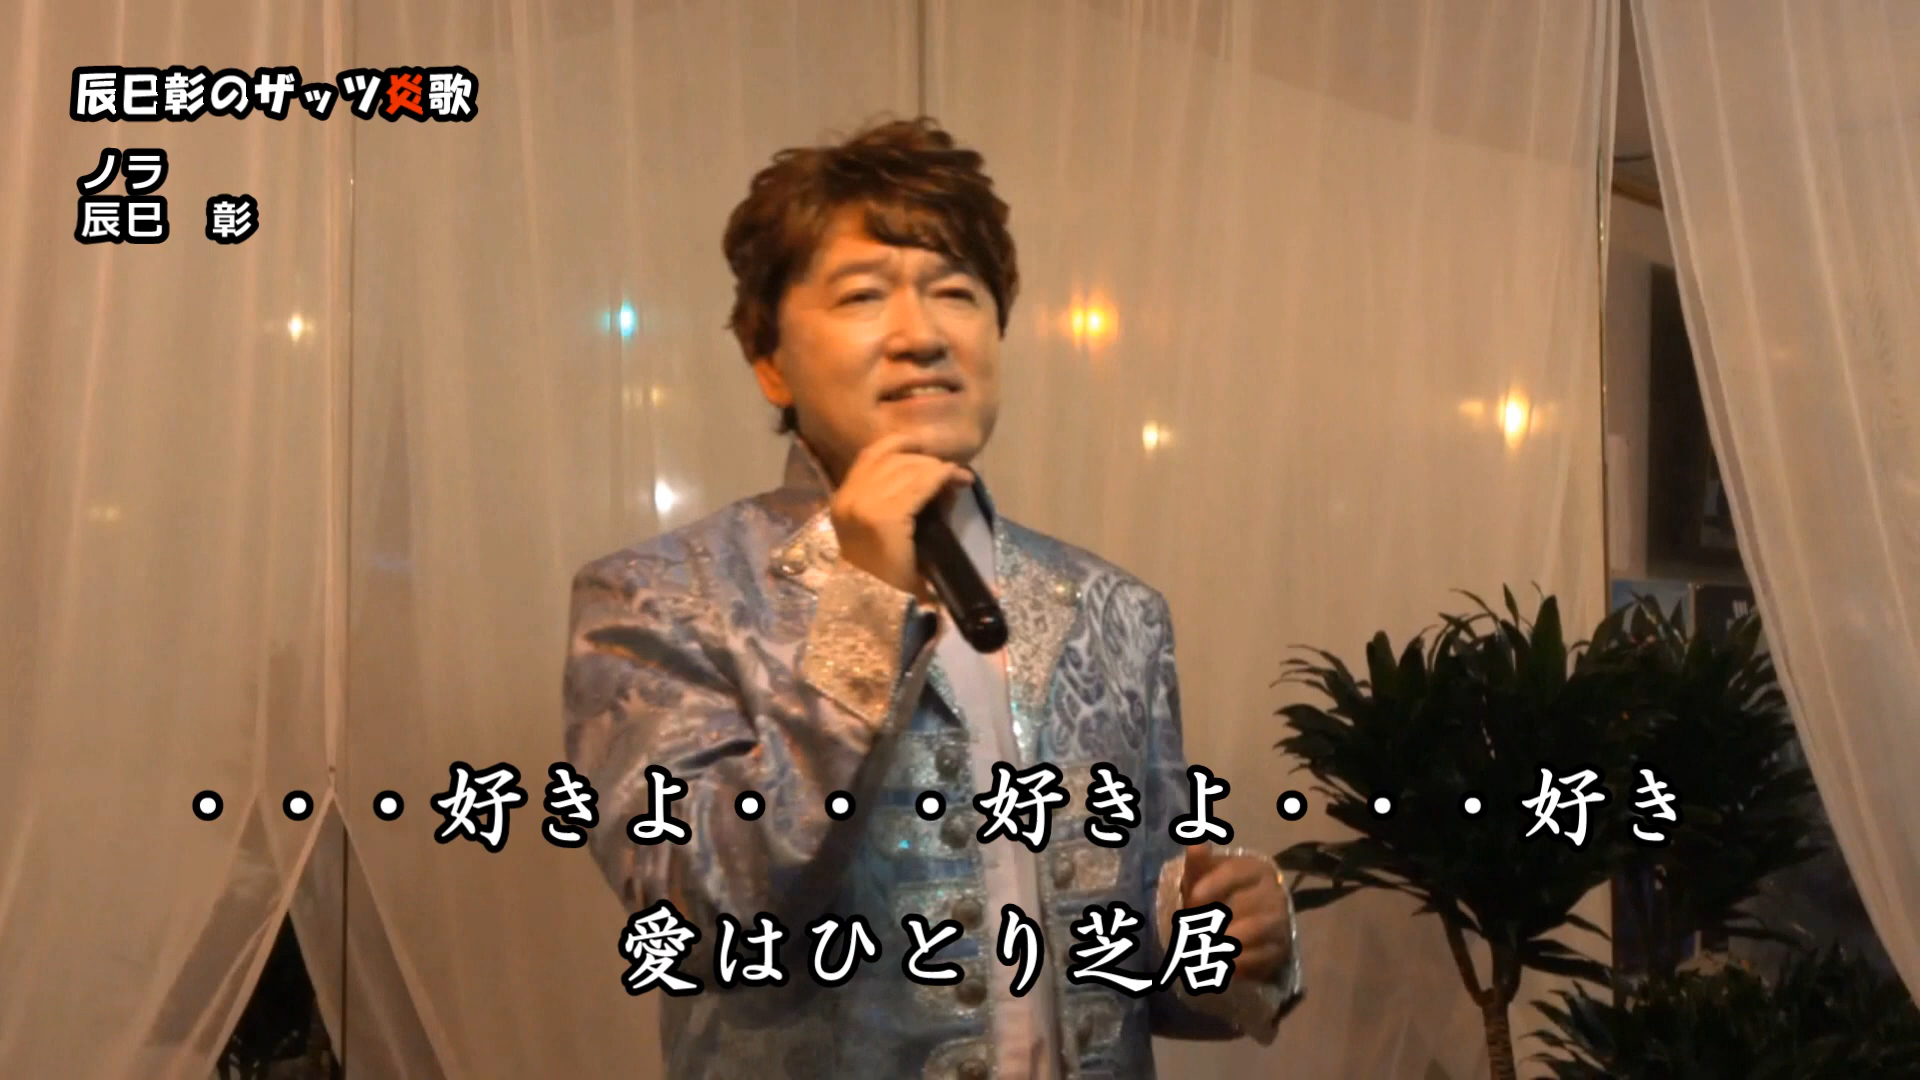 辰巳彰のザッツ炎歌
ノラ
辰巳　彰
・・・好きよ・・・好きよ・・・好き
愛はひとり芝居